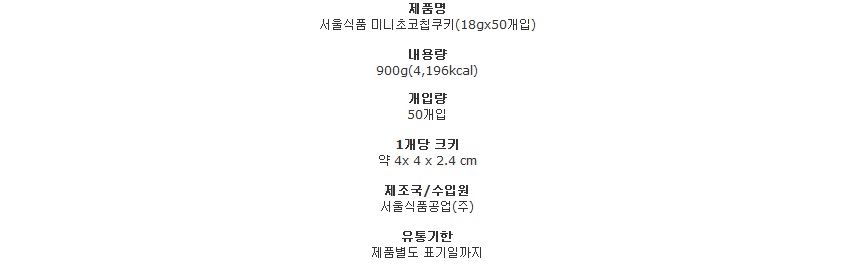 제품명
서울식품 미니초코칩쿠키(18gx50개입)
내용량
900g(4,196kcal)
개입량
50개입
1개당 크키
약 4x 4 x 2.4 cm
제조국/수입원
서울식품공업(주)
유통기한
제품별도 표기일까지